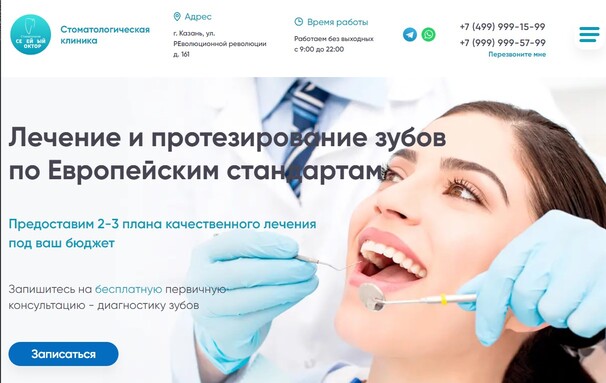 Стоматологическая
клиника
Адрес
г. Казань, ул.
РЕволюционной революции
д. 161
Время работы
Работаем без выходных
с 9:00 до 22:00
+7 (499) 999-15-99
+7 (999) 999-57-99
Перезвоните мне
Лечение и протезирование зубов
по Европейским стандартам
Предоставим 2-3 плана качественного лечения
под ваш бюджет
Запишитесь на бесплатную первичную
консультацию - диагностику зубов
Записаться